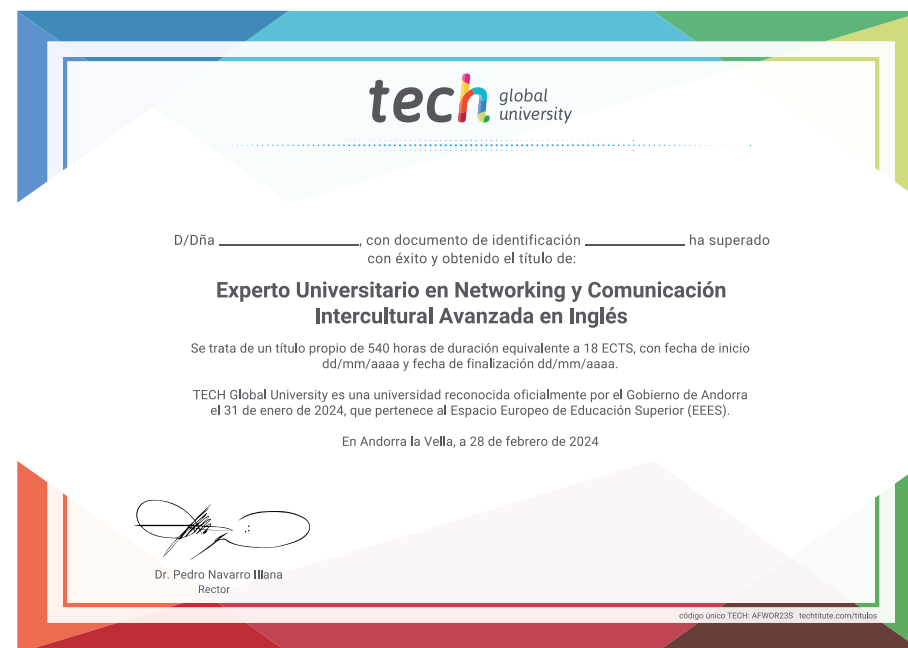 tech global university
D/Dña ____________________, con documento de identificación ______________ ha superado
con éxito y obtenido el título de:
Experto Universitario en Networking y Comunicación
Intercultural Avanzada en Inglés
Se trata de un título propio de 540 horas de duración equivalente a 18 ECTS, con fecha de inicio
dd/mm/aaaa y fecha de finalización dd/mm/aaaa.
TECH Global University es una universidad reconocida oficialmente por el Gobierno de Andorra
el 31 de enero de 2024, que pertenece al Espacio Europeo de Educación Superior (EEES).
En Andorra la Vella, a 28 de febrero de 2024
Dr. Pedro Navarro Illana
Rector
código único TECH: AFWOR23S techtitute.com/titulos